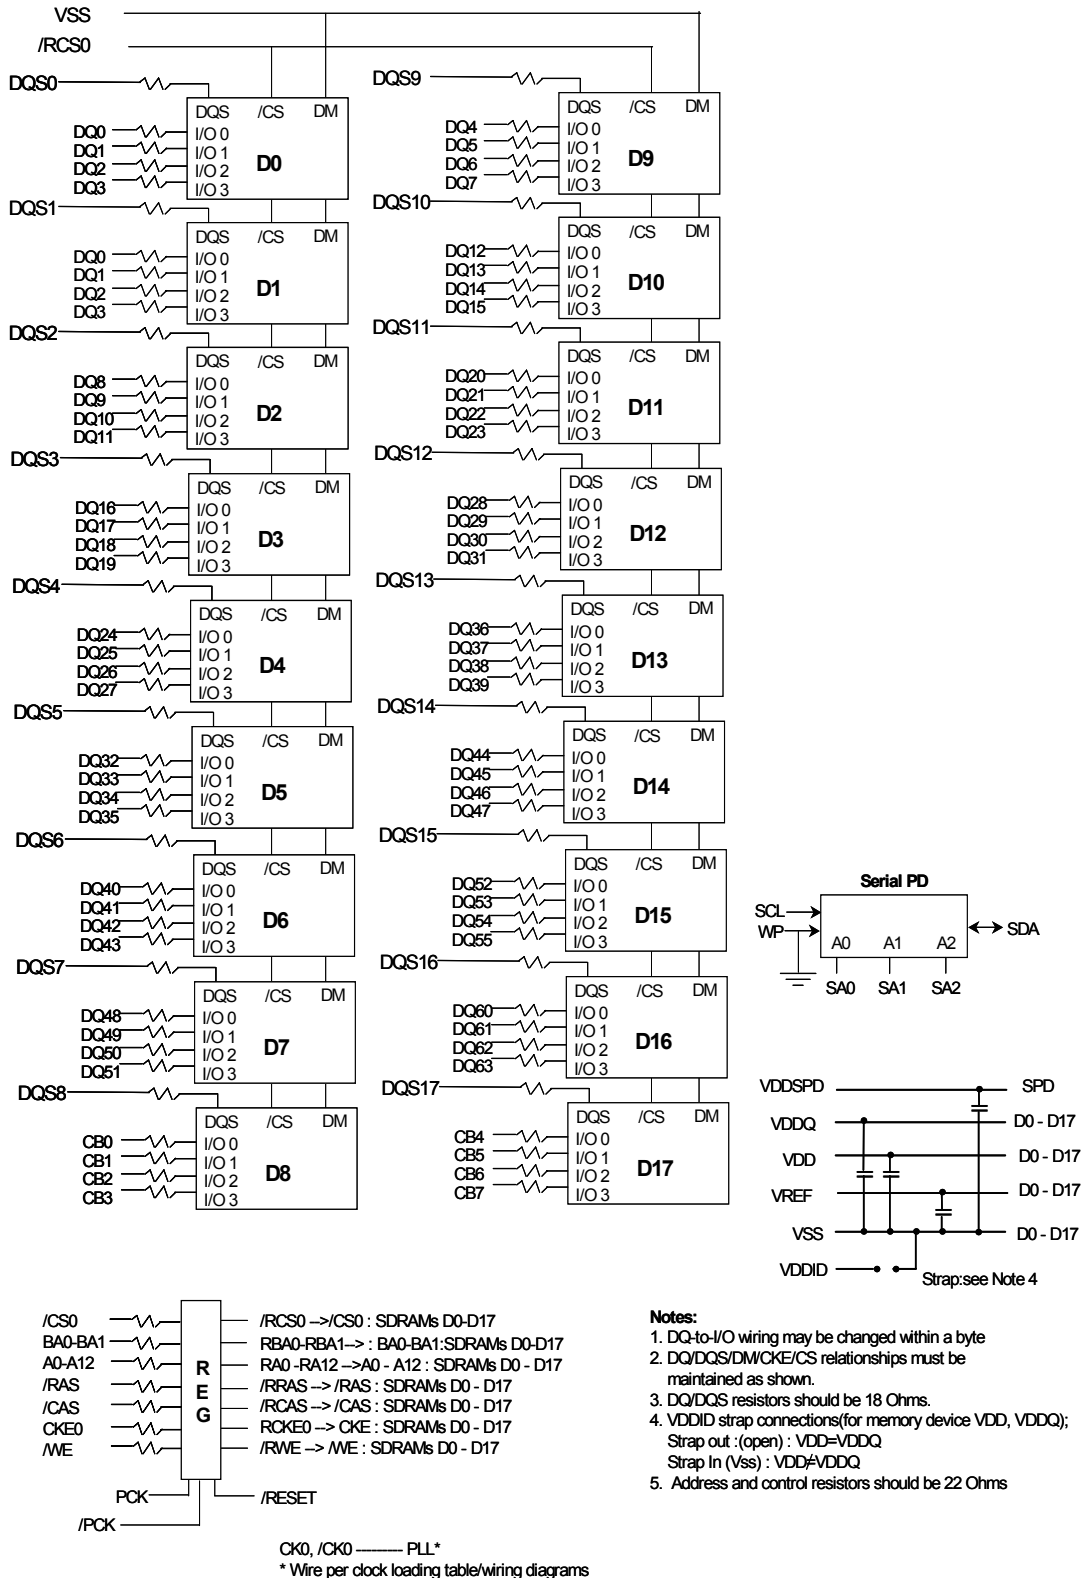 VSS
/RCS0
DQS0
DQS /CS DM
DQ0 I/O 0
DQ1 I/O 1
DQ2 I/O 2
DQ3 I/O 3
D0
DQS1
DQS /CS DM
DQ0 I/O 0
DQ1 I/O 1
DQ2 I/O 2
DQ3 I/O 3
D1
DQS2
DQS /CS DM
DQ8 I/O 0
DQ9 I/O 1
DQ10 I/O 2
DQ11 I/O 3
D2
DQS3
DQS /CS DM
DQ16 I/O 0
DQ17 I/O 1
DQ18 I/O 2
DQ19 I/O 3
D3
DQS4
DQS /CS DM
DQ24 I/O 0
DQ25 I/O 1
DQ26 I/O 2
DQ27 I/O 3
D4
DQS5
DQS /CS DM
DQ32 I/O 0
DQ33 I/O 1
DQ34 I/O 2
DQ35 I/O 3
D5
DQS6
DQS /CS DM
DQ40 I/O 0
DQ41 I/O 1
DQ42 I/O 2
DQ43 I/O 3
D6
DQS7
DQS /CS DM
DQ48 I/O 0
DQ49 I/O 1
DQ50 I/O 2
DQ51 I/O 3
D7
DQS8
DQS /CS DM
CB0 I/O 0
CB1 I/O 1
CB2 I/O 2
CB3 I/O 3
D8
DQS9
DQS /CS DM
DQ4 I/O 0
DQ5 I/O 1
DQ6 I/O 2
DQ7 I/O 3
D9
DQS10
DQS /CS DM
DQ12 I/O 0
DQ13 I/O 1
DQ14 I/O 2
DQ15 I/O 3
D10
DQS11
DQS /CS DM
DQ20 I/O 0
DQ21 I/O 1
DQ22 I/O 2
DQ23 I/O 3
D11
DQS12
DQS /CS DM
DQ28 I/O 0
DQ29 I/O 1
DQ30 I/O 2
DQ31 I/O 3
D12
DQS13
DQS /CS DM
DQ36 I/O 0
DQ37 I/O 1
DQ38 I/O 2
DQ39 I/O 3
D13
DQS14
DQS /CS DM
DQ44 I/O 0
DQ45 I/O 1
DQ46 I/O 2
DQ47 I/O 3
D14
DQS15
DQS /CS DM
DQ52 I/O 0
DQ53 I/O 1
DQ54 I/O 2
DQ55 I/O 3
D15
DQS16
DQS /CS DM
DQ60 I/O 0
DQ61 I/O 1
DQ62 I/O 2
DQ63 I/O 3
D16
DQS17
DQS /CS DM
CB4 I/O 0
CB5 I/O 1
CB6 I/O 2
CB7 I/O 3
D17
Serial PD
SCL
WP
SDA
A0 A1 A2
SA0 SA1 SA2
VDDSPD SPD
VDDQ D0 - D17
VDD D0 - D17
VREF D0 - D17
VSS D0 - D17
VDDID
Strap:see Note 4
REG
/CS0 /RCS0 -->/CS0 : SDRAMs D0-D17
BA0-BA1 RBA0-RBA1--> : BA0-BA1:SDRAMs D0-D17
A0-A12 RA0 -RA12 -->A0 - A12 : SDRAMs D0 - D17
/RAS /RRAS --> /RAS : SDRAMs D0 - D17
/CAS /RCAS --> /CAS : SDRAMs D0 - D17
CKE0 RCKE0 --> CKE : SDRAMs D0 - D17
/WE /RWE --> /WE : SDRAMs D0 - D17
PCK /RESET
/PCK
CK0, /CK0 --------- PLL*
* Wire per clock loading table/wiring diagrams
Notes:
1. DQ-to-I/O wiring may be changed within a byte
2. DQ/DQS/DM/CKE/CS relationships must be
maintained as shown.
3. DQ/DQS resistors should be 18 Ohms.
4. VDDID strap connections(for memory device VDD, VDDQ);
Strap out :(open) : VDD=VDDQ
Strap In (Vss) : VDD≠VDDQ
5. Address and control resistors should be 22 Ohms